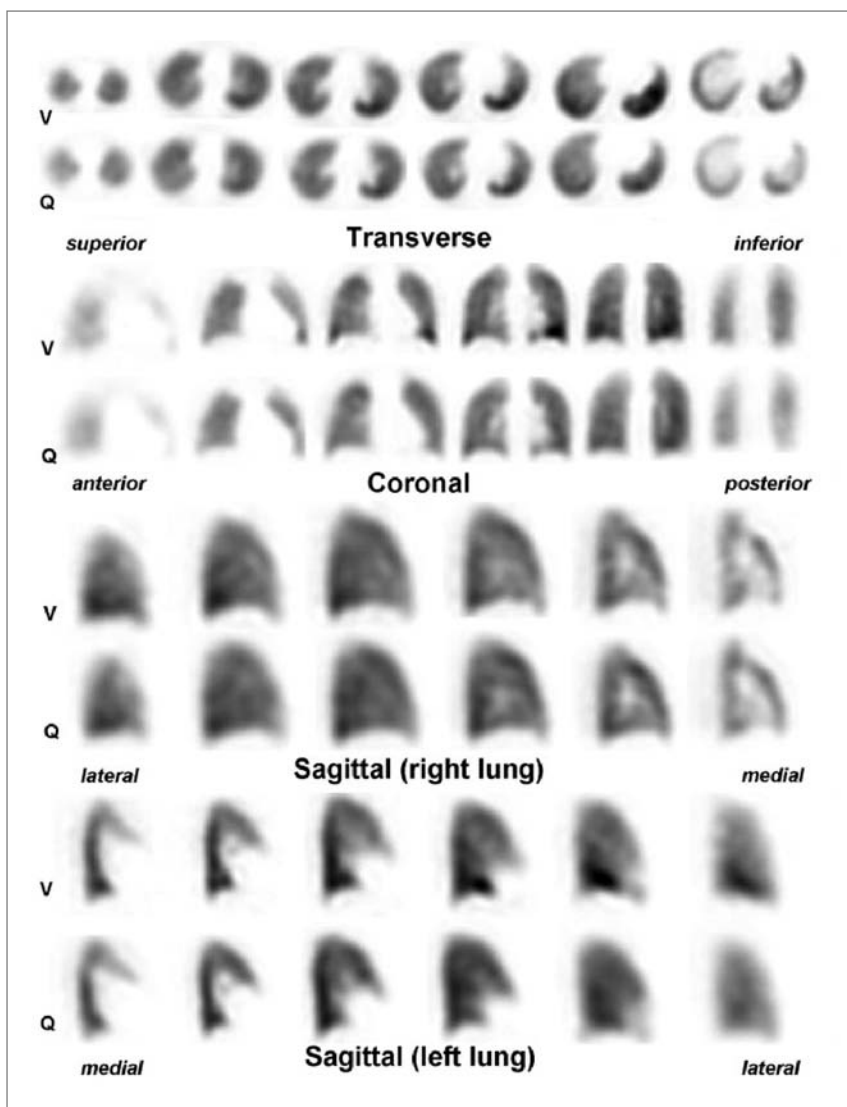 V
Q
superior Transverse inferior
V
Q
anterior Coronal posterior
V
Q
lateral Sagittal (right lung) medial
V
Q
medial Sagittal (left lung) lateral